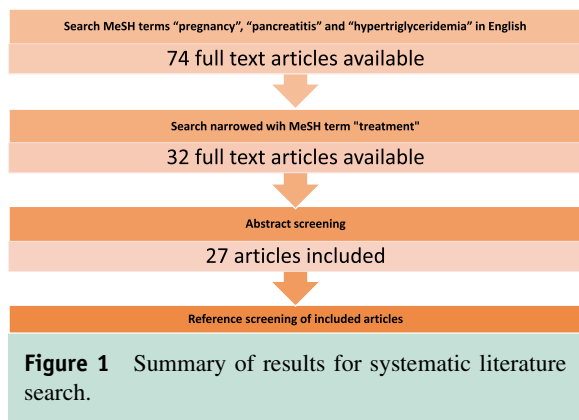 Search MeSH terms “pregnancy”, “pancreatitis” and “hypertriglyceridemia” in English
74 full text articles available
Search narrowed wih MeSH term "treatment"
32 full text articles available
Abstract screening
27 articles included
Reference screening of included articles
Figure 1 Summary of results for systematic literature
search.